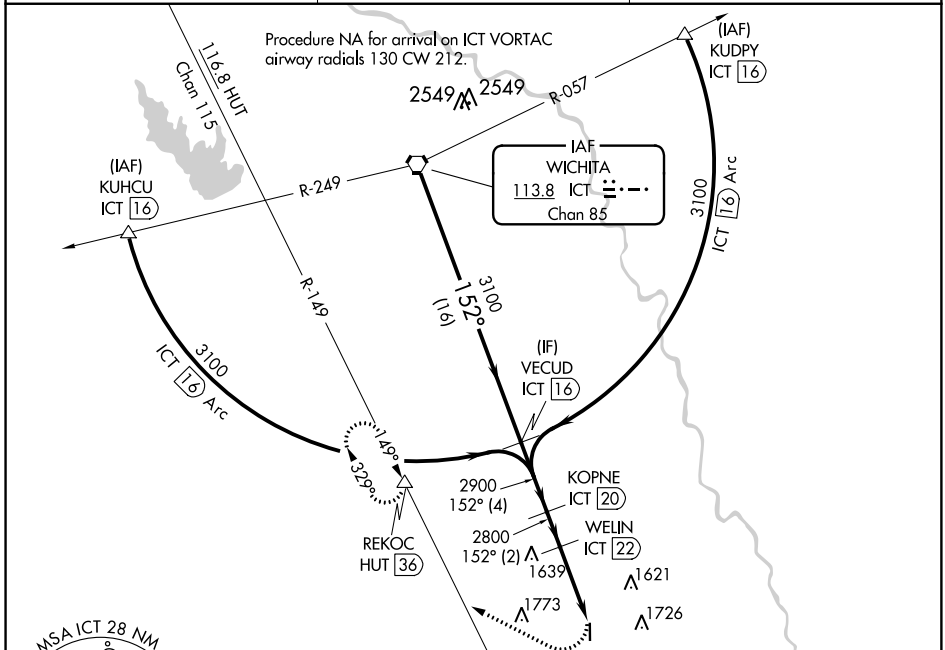 Procedure NA for arrival on ICT VORTAC
airway radials 130 CW 212.
116.8 HUT
Chan 115
2549
2549
R-057
(IAF)
KUDPY
ICT 16
IAF
WICHITA
113.8 ICT
Chan 85
(IAF)
KUHCU
ICT 16
R-249
3100
ICT 16 Arc
R-149
3100
152°
(16)
3100
ICT 16 Arc
(IF)
VECUD
ICT 16
149°
329°
2900
152° (4)
KOPNE
ICT 20
2800
152° (2)
WELIN
ICT 22
REKOC
HUT 36
1639
1621
1773
1726
MSA ICT 28 NM